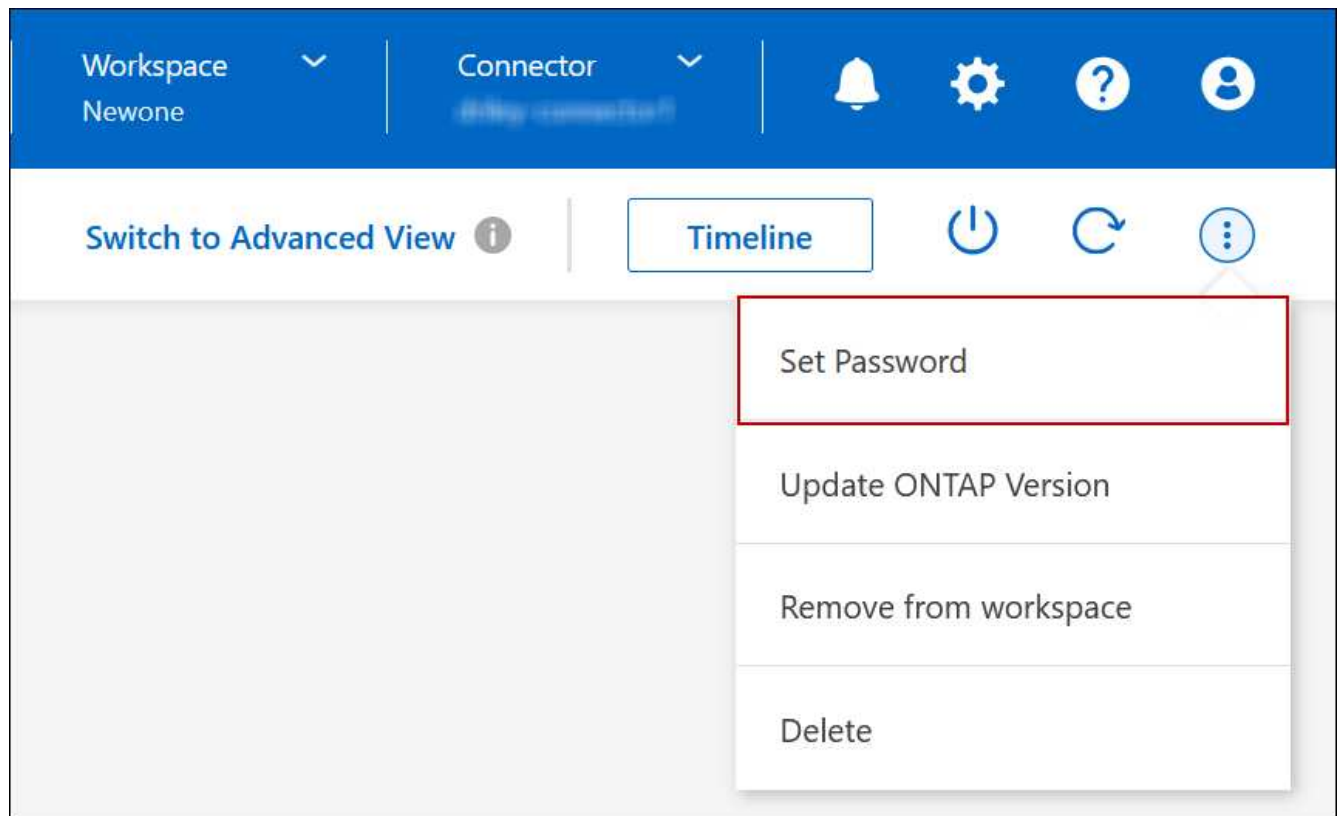 Workspace
Connector
Newone
Switch to Advanced View
Timeline
Set Password
Update ONTAP Version
Remove from workspace
Delete